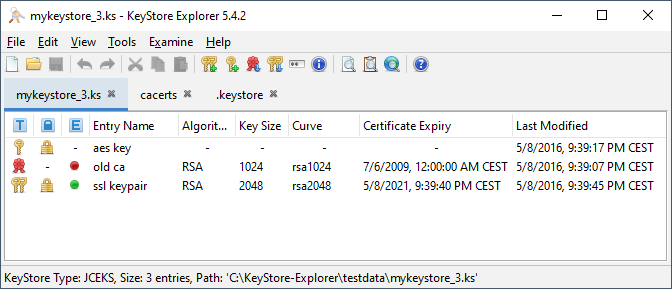 mykeystore_3.ks - KeyStore Explorer 5.4.2
File Edit View Tools Examine Help
mykeystore_3.ks cacerts .keystore
T E Entry Name Algorit... Key Size Curve Certificate Expiry Last Modified
- aes key - - - - 5/8/2016, 9:39:17 PM CEST
- old ca RSA 1024 rsa1024 7/6/2009, 12:00:00 AM CEST 5/8/2016, 9:39:07 PM CEST
ssl keypair RSA 2048 rsa2048 5/8/2021, 9:39:40 PM CEST 5/8/2016, 9:39:45 PM CEST
KeyStore Type: JCEKS, Size: 3 entries, Path: 'C:\KeyStore-Explorer\testdata\mykeystore_3.ks'